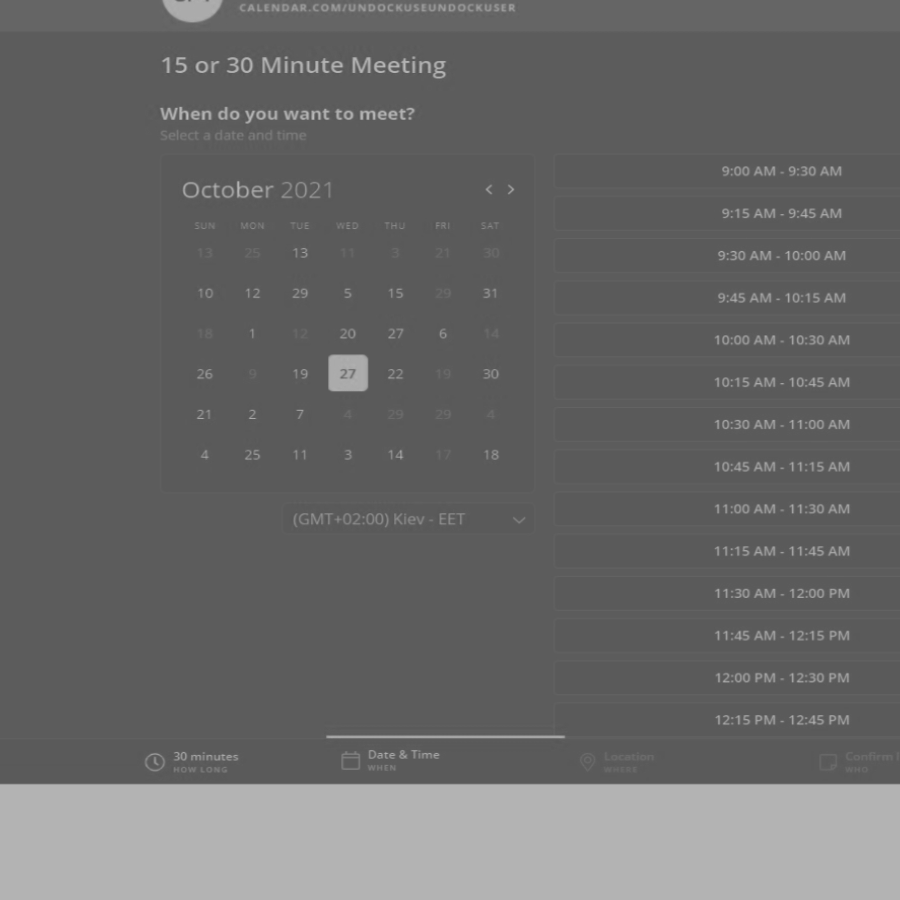 CALENDAR.COM/UNDOCKUSEUNDOCKUSER
15 or 30 Minute Meeting
When do you want to meet?
Select a date and time
October 2021
SUN MON TUE WED THU FRI SAT
13 25 13 11 3 21 30
10 12 29 5 15 29 31
18 1 12 20 27 6 14
26 9 19 27 22 19 30
21 2 7 4 29 29 4
4 25 11 3 14 17 18
(GMT+02:00) Kiev - EET
9:00 AM - 9:30 AM
9:15 AM - 9:45 AM
9:30 AM - 10:00 AM
9:45 AM - 10:15 AM
10:00 AM - 10:30 AM
10:15 AM - 10:45 AM
10:30 AM - 11:00 AM
10:45 AM - 11:15 AM
11:00 AM - 11:30 AM
11:15 AM - 11:45 AM
11:30 AM - 12:00 PM
11:45 AM - 12:15 PM
12:00 PM - 12:30 PM
12:15 PM - 12:45 PM
30 minutes
HOW LONG
Date & Time
WHEN
Location
WHERE
Confirm
WHO